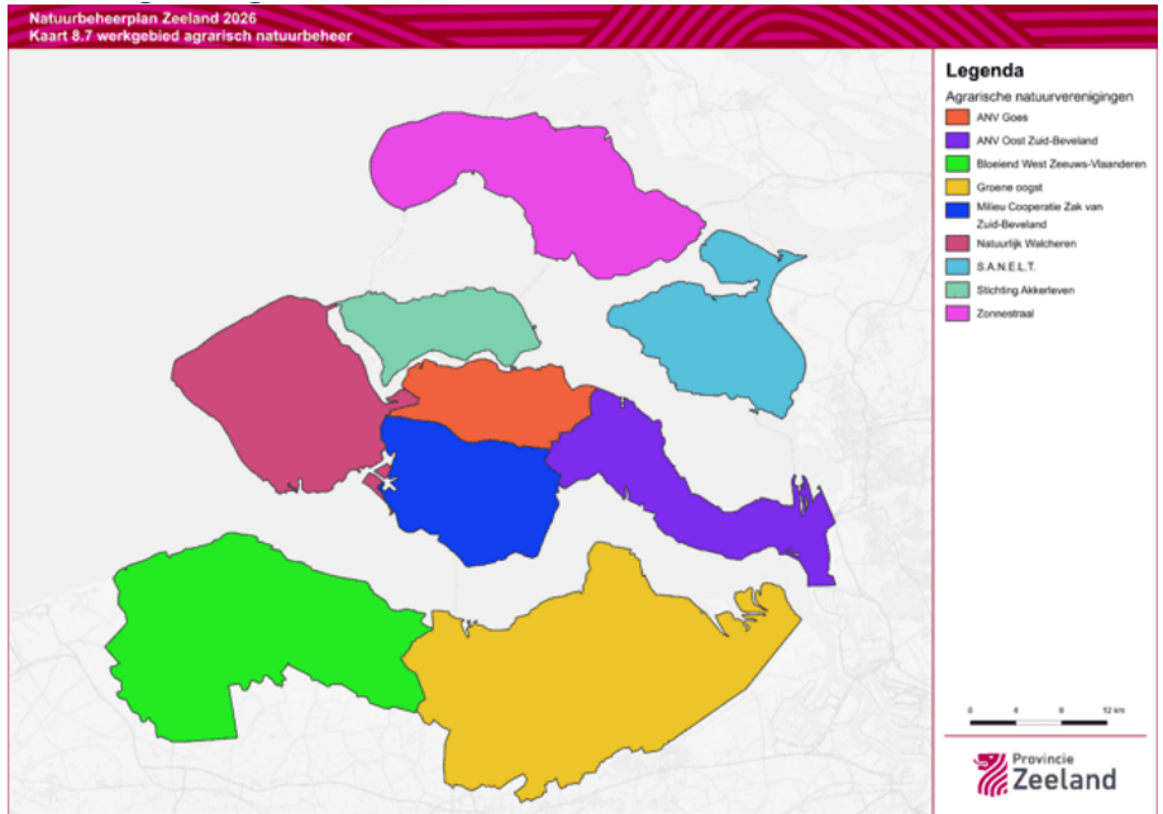 Natuurbeheerplan Zeeland 2026
Kaart 8.7 werkgebied agrarisch natuurbeheer
Legenda
Agrarische natuurverenigingen
ANV Goes
ANV Oost Zuid-Beveland
Bloeiend West Zeeuws-Vlaanderen
Groene oogst
Milieu Cooperatie Zak van
Zuid-Beveland
Natuurlijk Walcheren
S.A.N.E.L.T.
Stichting Akkerleven
Zonnestraal
0 4 8 12 km
Provincie
Zeeland